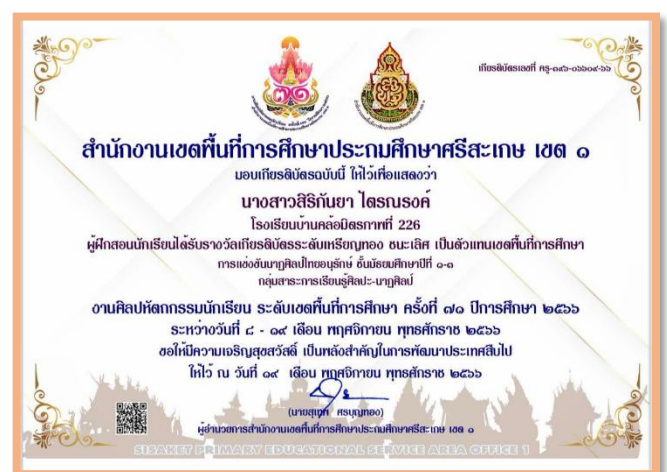 เกียรติบัตรเลขที่ ศรู-๓๙๖-๐๖๖๐๙-๖๖
สำนักงานเขตพื้นที่การศึกษาประถมศึกษาศรีสะเกษ เขต ๑
มอบเกียรติบัตรฉบับนี้ ให้ไว้เพื่อแสดงว่า
นางสาวสิริกันยา ไตรณรงค์
โรงเรียนบ้านคล้อมิตรภาพที่ 226
ผู้ฝึกสอนนักเรียนได้รับรางวัลเกียรติบัตรระดับเหรียญทอง ชนะเลิศ เป็นตัวแทนเขตพื้นที่การศึกษา
การแข่งขันนาฏศิลป์ไทยอนุรักษ์ ชั้นมัธยมศึกษาปีที่ ๑-๓
กลุ่มสาระการเรียนรู้ศิลปะ-นาฏศิลป์
งานศิลปหัตถกรรมนักเรียน ระดับเขตพื้นที่การศึกษา ครั้งที่ ๗๑ ปีการศึกษา ๒๕๖๖
ระหว่างวันที่ ๘ - ๑๙ เดือน พฤศจิกายน พุทธศักราช ๒๕๖๖
ขอให้มีความเจริญสุขสวัสดิ์ เป็นพลังสำคัญในการพัฒนาประเทศสืบไป
ให้ไว้ ณ วันที่ ๑๙ เดือน พฤศจิกายน พุทธศักราช ๒๕๖๖
ผู้อำนวยการสำนักงานเขตพื้นที่การศึกษาประถมศึกษาศรีสะเกษ เขต ๑
SISAKET PRIMARY EDUCATIONAL SERVICE AREA OFFICE 1